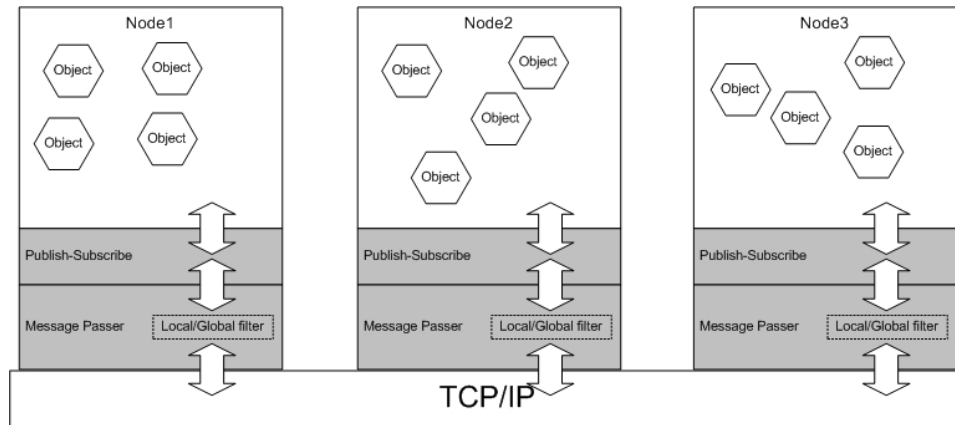 Node1
Object
Object
Object
Object
Publish-Subscribe
Message Passer
Local/Global filter
Node2
Object
Object
Object
Object
Publish-Subscribe
Message Passer
Local/Global filter
Node3
Object
Object
Object
Object
Publish-Subscribe
Message Passer
Local/Global filter
TCP/IP